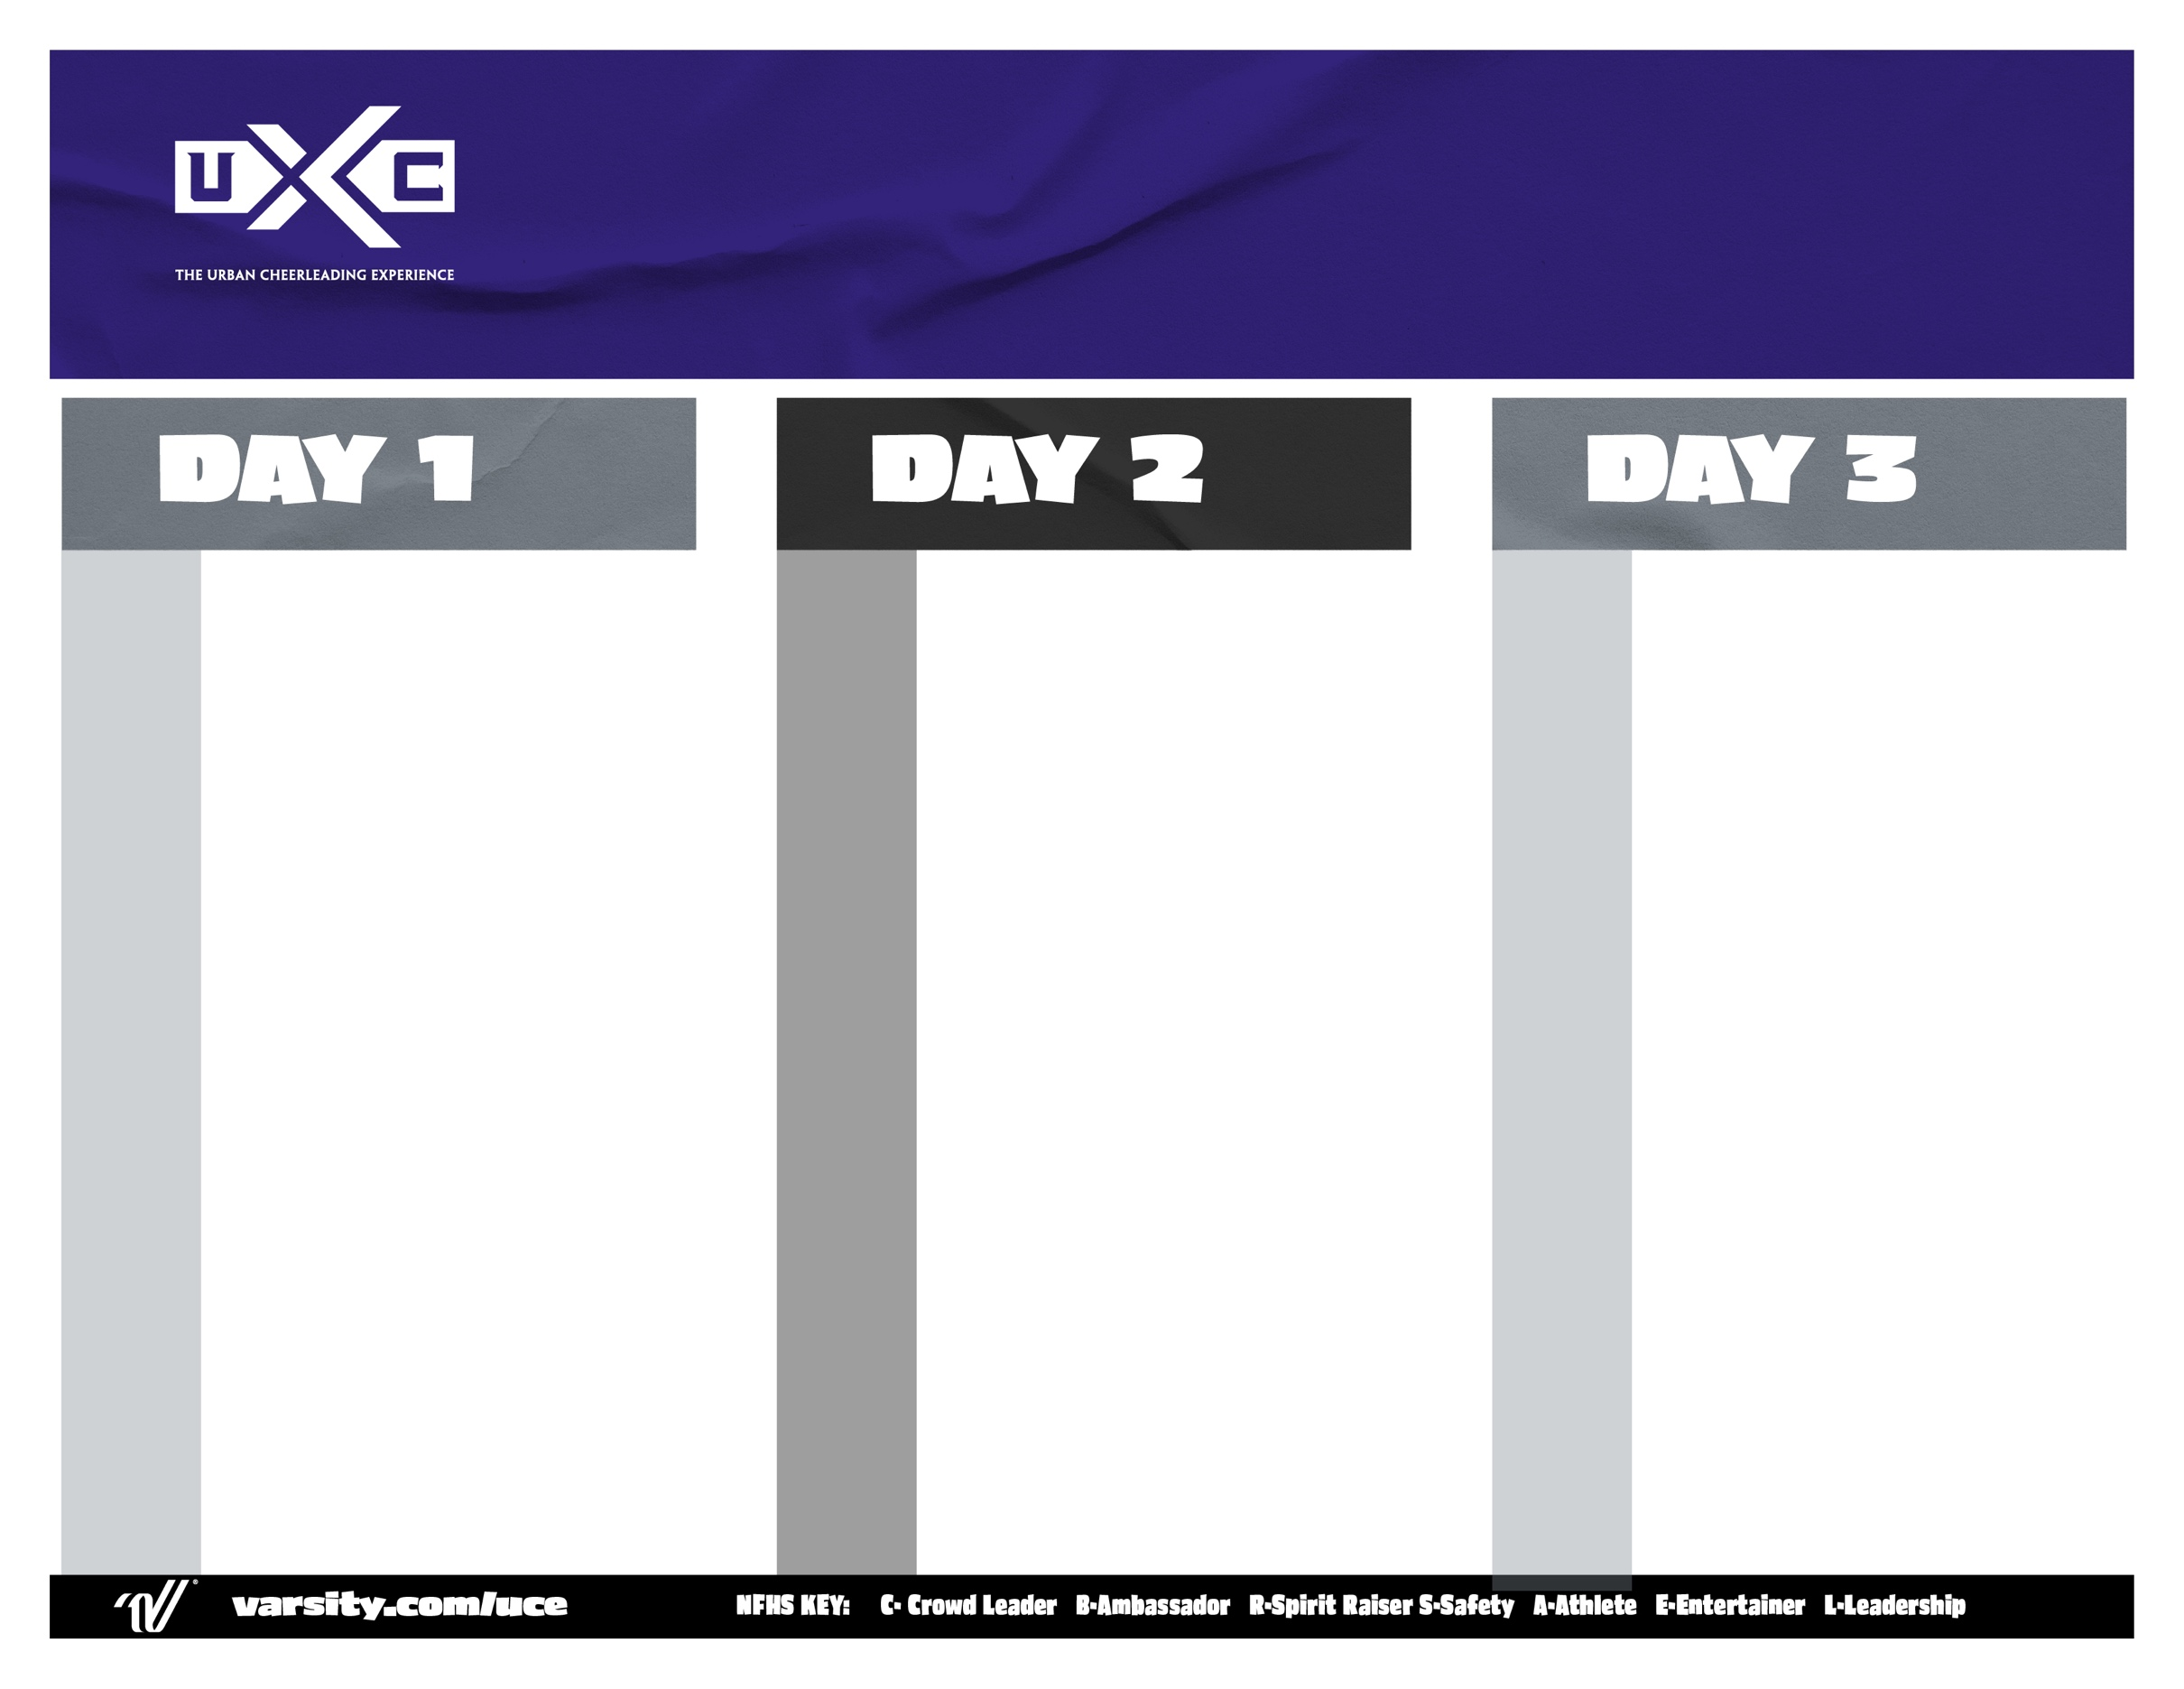 UXC
THE URBAN CHEERLEADING EXPERIENCE
DAY 1
DAY 2
DAY 3
varsity.com/uce
NFHS KEY: C- Crowd Leader B-Ambassador R-Spirit Raiser S-Safety A-Athlete E-Entertainer L-Leadership